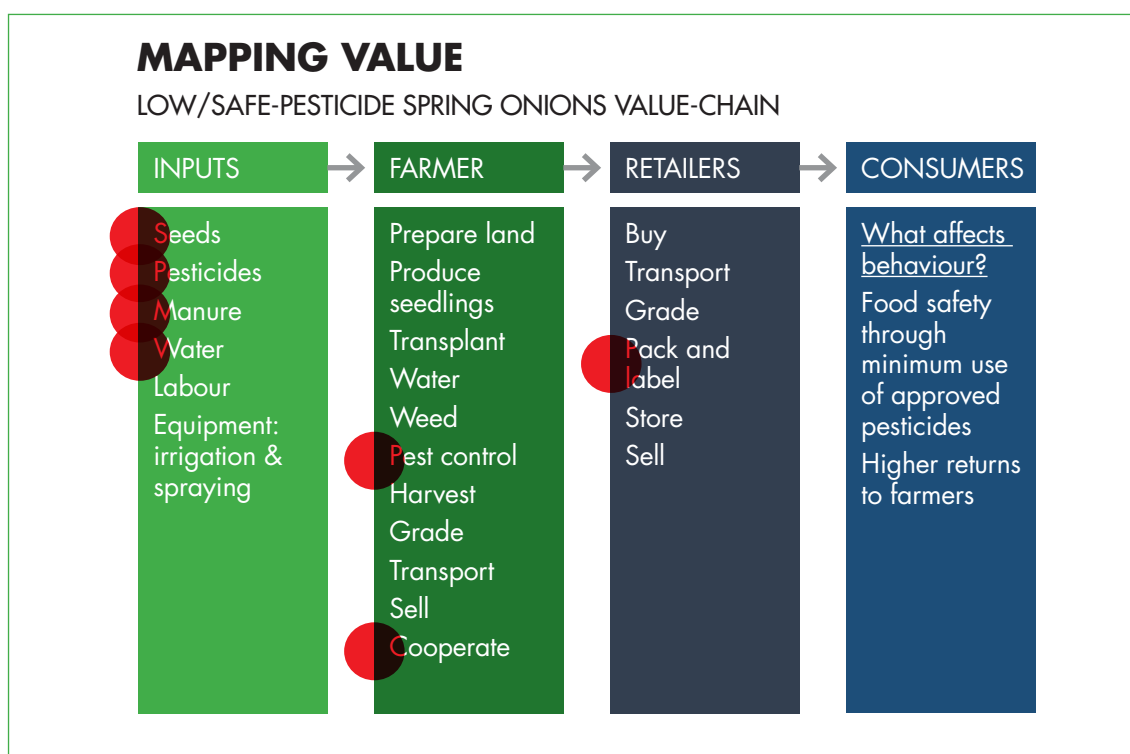 MAPPING VALUE
LOW/SAFE-PESTICIDE SPRING ONIONS VALUE-CHAIN
INPUTS
Seeds
Pesticides
Manure
Water
Labour
Equipment:
irrigation &
spraying
FARMER
Prepare land
Produce
seedlings
Transplant
Water
Weed
Pest control
Harvest
Grade
Transport
Sell
Cooperate
RETAILERS
Buy
Transport
Grade
Pack and
label
Store
Sell
CONSUMERS
What affects
behaviour?
Food safety
through
minimum use
of approved
pesticides
Higher returns
to farmers